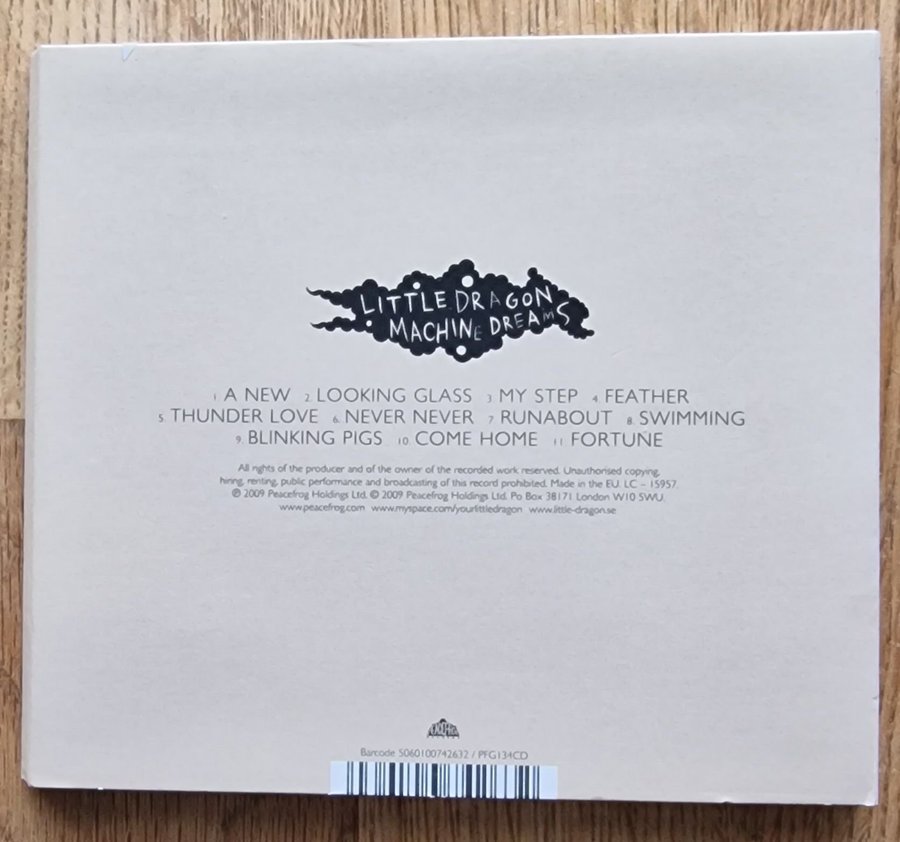 LITTLE DRAGON
MACHINE DREAMS
1. A NEW 2. LOOKING GLASS 3. MY STEP 4. FEATHER
5. THUNDER LOVE 6. NEVER NEVER 7. RUNABOUT 8. SWIMMING
9. BLINKING PIGS 10. COME HOME 11. FORTUNE
All rights of the producer and of the owner of the recorded work reserved. Unauthorised copying,
hiring, renting, public performance and broadcasting of this record prohibited. Made in the EU. LC – 15957.
℗ 2009 Peacefrog Holdings Ltd. © 2009 Peacefrog Holdings Ltd. Po Box 38171 London W10 5WU.
www.peacefrog.com www.myspace.com/yourlittledragon www.little-dragon.se
Barcode 5060100742632 / PFG134CD